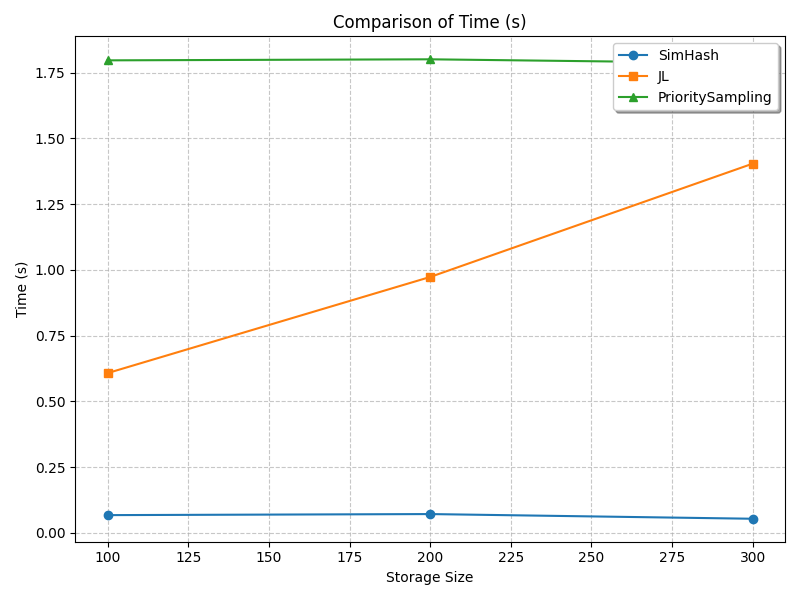 Comparison of Time (s)
SimHash
JL
PrioritySampling
Time (s)
1.75
1.50
1.25
1.00
0.75
0.50
0.25
0.00
100 125 150 175 200 225 250 275 300
Storage Size